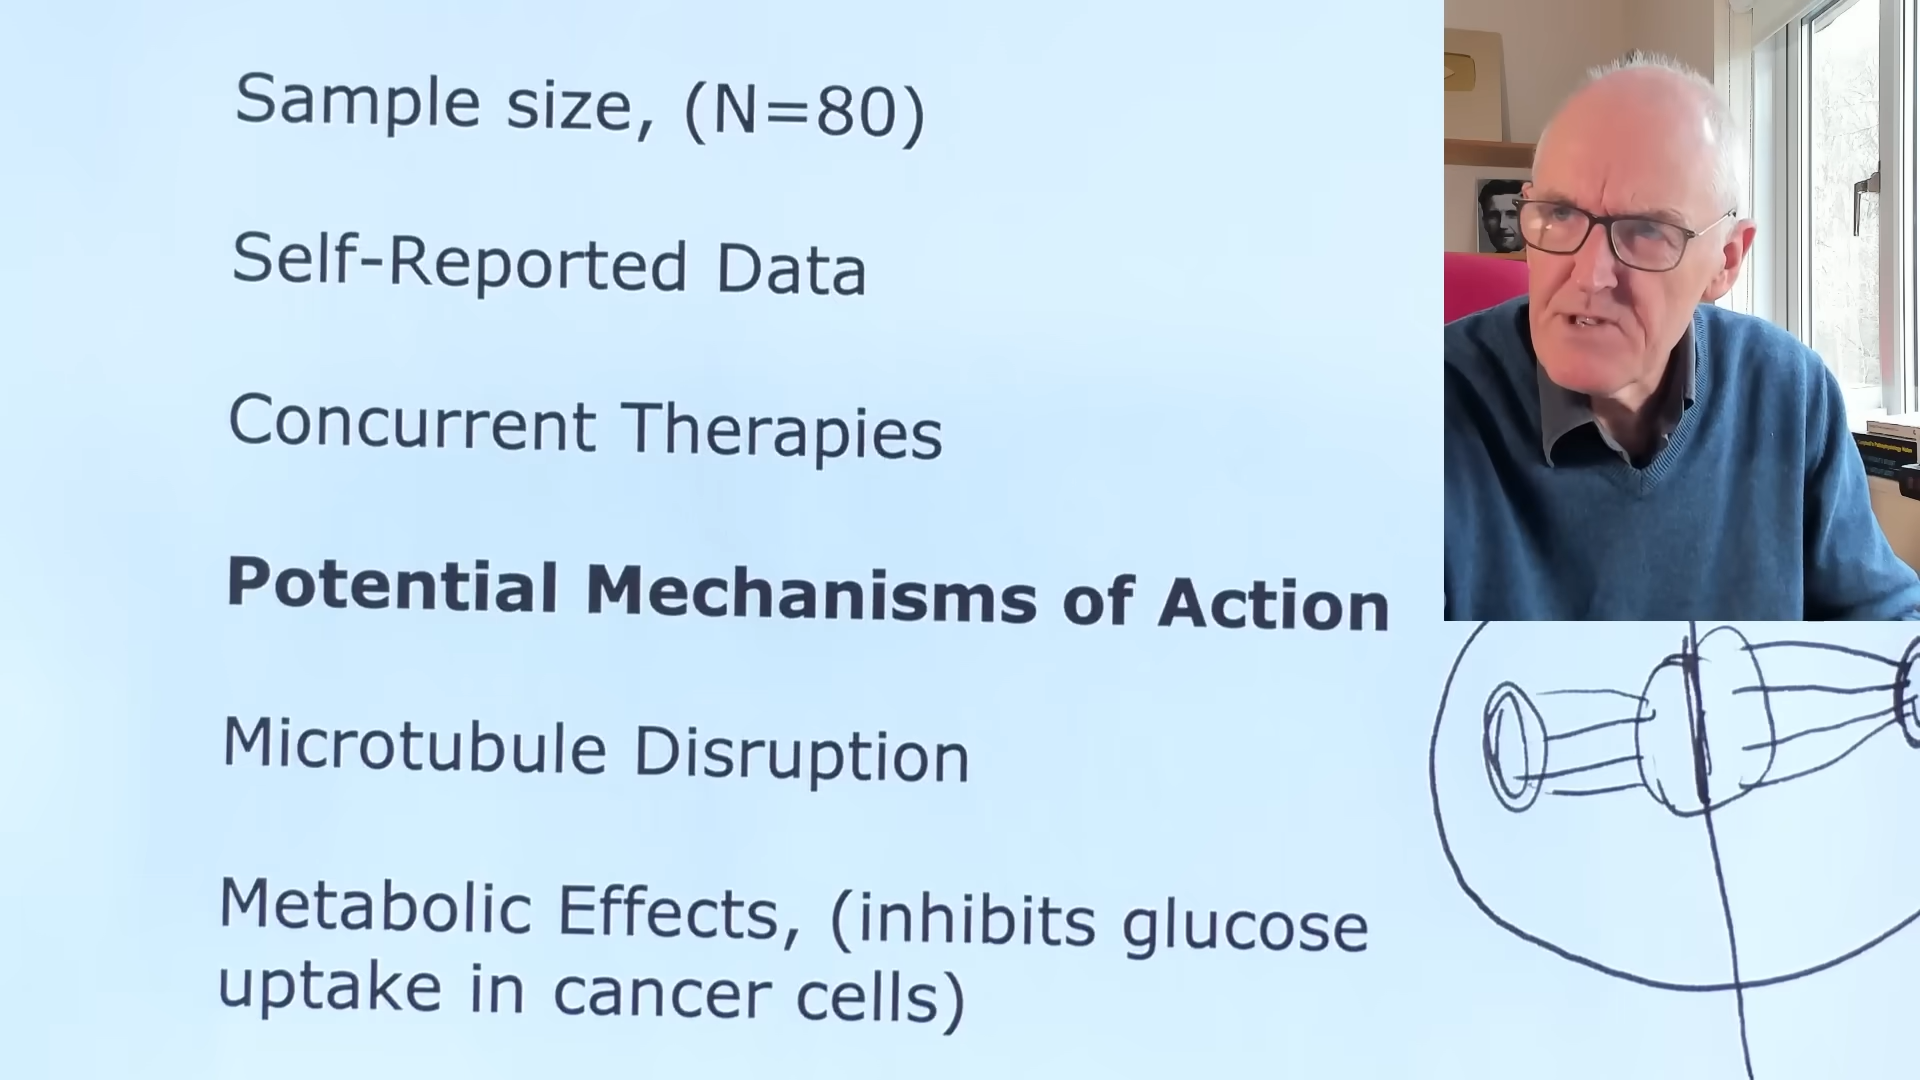 Sample size, (N=80)
Self-Reported Data
Concurrent Therapies
Potential Mechanisms of Action
Microtubule Disruption
Metabolic Effects, (inhibits glucose
uptake in cancer cells)